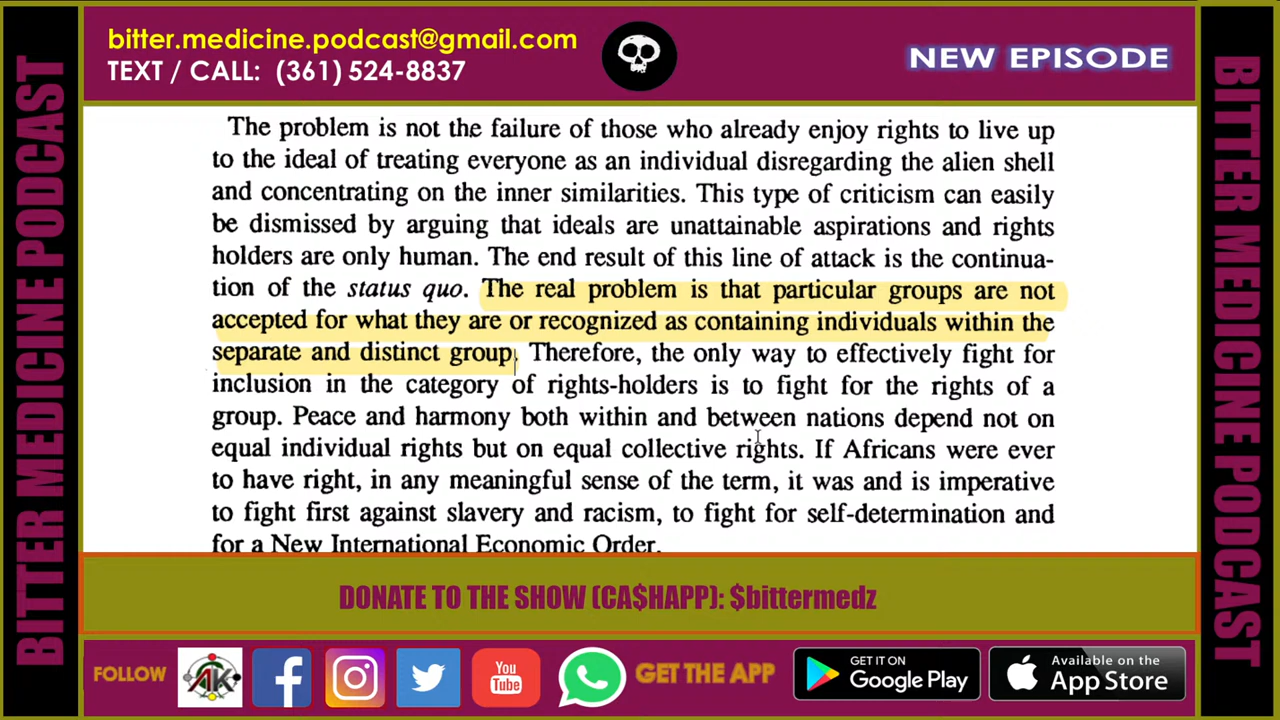 bitter.medicine.podcast@gmail.com
TEXT / CALL: (361) 524-8837
NEW EPISODE
BITTER MEDICINE PODCAST
The problem is not the failure of those who already enjoy rights to live up
to the ideal of treating everyone as an individual disregarding the alien shell
and concentrating on the inner similarities. This type of criticism can easily
be dismissed by arguing that ideals are unattainable aspirations and rights
holders are only human. The end result of this line of attack is the continua-
tion of the status quo. The real problem is that particular groups are not
accepted for what they are or recognized as containing individuals within the
separate and distinct group. Therefore, the only way to effectively fight for
inclusion in the category of rights-holders is to fight for the rights of a
group. Peace and harmony both within and between nations depend not on
equal individual rights but on equal collective rights. If Africans were ever
to have right, in any meaningful sense of the term, it was and is imperative
to fight first against slavery and racism, to fight for self-determination and
for a New International Economic Order.
BITTER MEDICINE PODCAST
DONATE TO THE SHOW (CA$HAPP): $bittermedz
FOLLOW
ATK
You
Tube
GET THE APP
GET IT ON
Google Play
Available on the
App Store